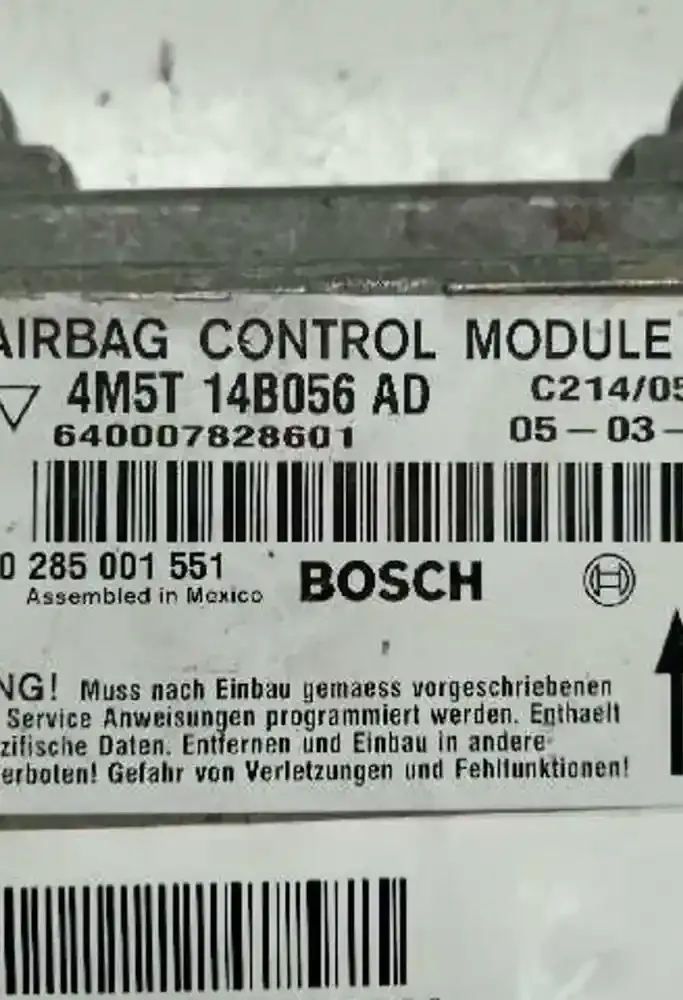 AIRBAG CONTROL MODULE
4M5T 14B056 AD C214/05
640007828601 05-03-
0 285 001 551 BOSCH
Assembled in Mexico
NG! Muss nach Einbau gemaess vorgeschriebenen
Service Anweisungen programmiert werden. Enthaelt
zifische Daten. Entfernen und Einbau in andere
erboten! Gefahr von Verletzungen und Fehlfunktionen!